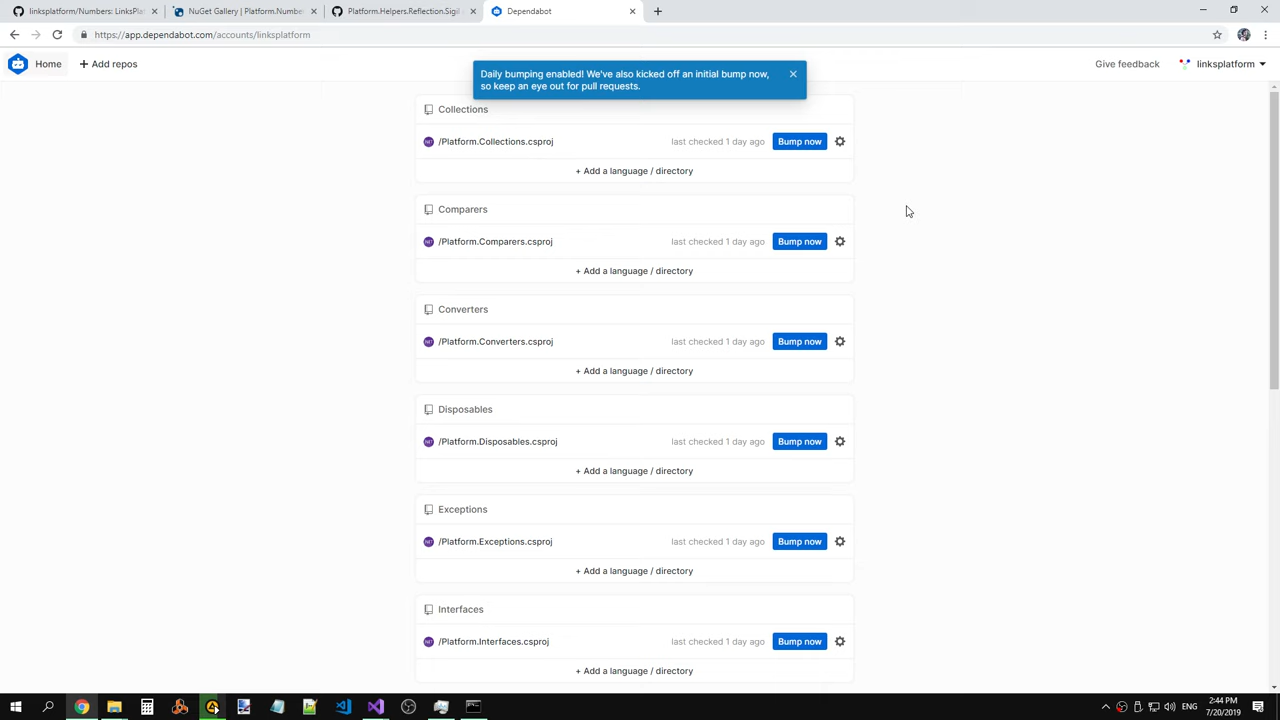 linksplatform/Numbers: LinksPlat
NuGet Gallery | Platform.Number
Platform.Helpers.Reflection.Sigil
Dependabot
https://app.dependabot.com/accounts/linksplatform
Home
Add repos
Give feedback
linksplatform
Daily bumping enabled! We've also kicked off an initial bump now,
so keep an eye out for pull requests.
Collections
/Platform.Collections.csproj last checked 1 day ago Bump now
+ Add a language / directory
Comparers
/Platform.Comparers.csproj last checked 1 day ago Bump now
+ Add a language / directory
Converters
/Platform.Converters.csproj last checked 1 day ago Bump now
+ Add a language / directory
Disposables
/Platform.Disposables.csproj last checked 1 day ago Bump now
+ Add a language / directory
Exceptions
/Platform.Exceptions.csproj last checked 1 day ago Bump now
+ Add a language / directory
Interfaces
/Platform.Interfaces.csproj last checked 1 day ago Bump now
+ Add a language / directory
ENG
2:44 PM
7/20/2019